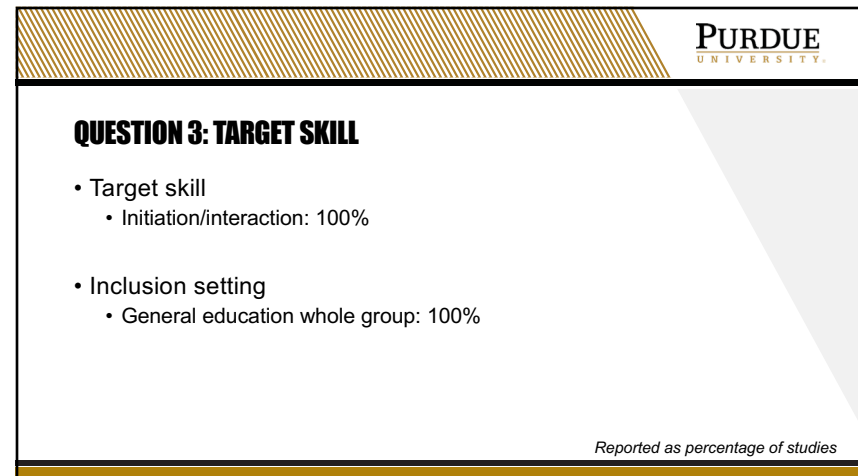 PURDUE
UNIVERSITY.
QUESTION 3: TARGET SKILL
• Target skill
• Initiation/interaction: 100%
• Inclusion setting
• General education whole group: 100%
Reported as percentage of studies